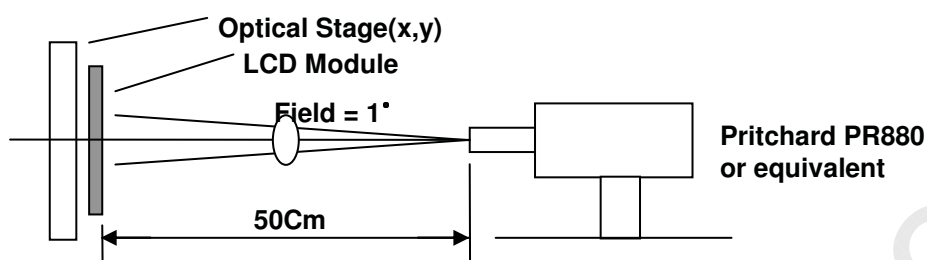 Optical Stage(x,y)
LCD Module
Field = 1°
Pritchard PR880
or equivalent
50Cm